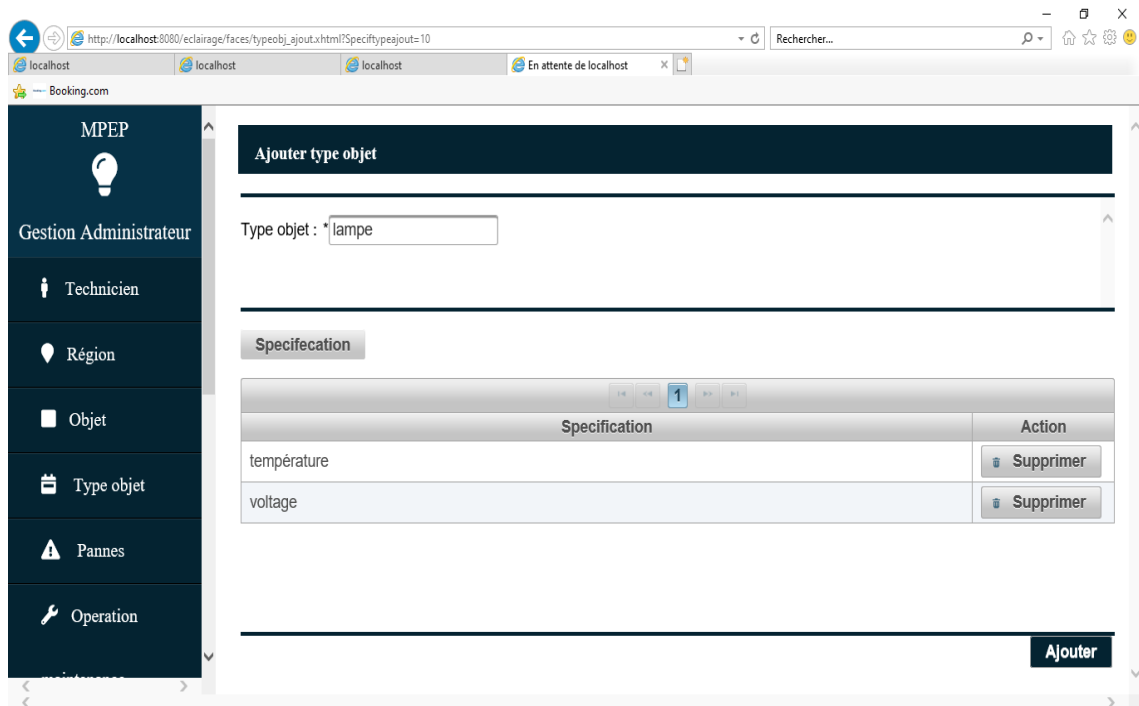 http://localhost:8080/eclairage/faces/typeobj_ajout.xhtml?Speciftypeajout=10
Rechercher...
localhost
localhost
localhost
En attente de localhost
Booking.com
MPEP
Gestion Administrateur
Technicien
Région
Objet
Type objet
Pannes
Operation
Ajouter type objet
Type objet : * lampe
Specifecation
1
Specification Action
température Supprimer
voltage Supprimer
Ajouter